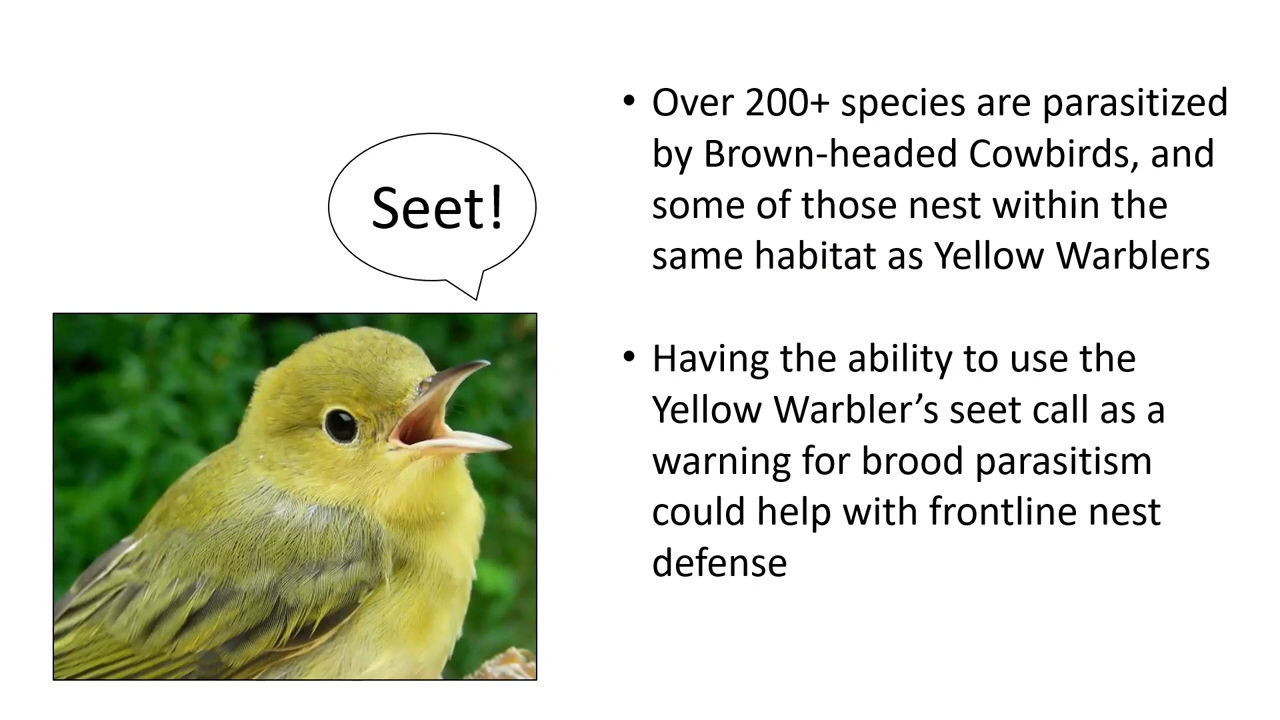 Seet!
• Over 200+ species are parasitized
by Brown-headed Cowbirds, and
some of those nest within the
same habitat as Yellow Warblers
• Having the ability to use the
Yellow Warbler’s seet call as a
warning for brood parasitism
could help with frontline nest
defense